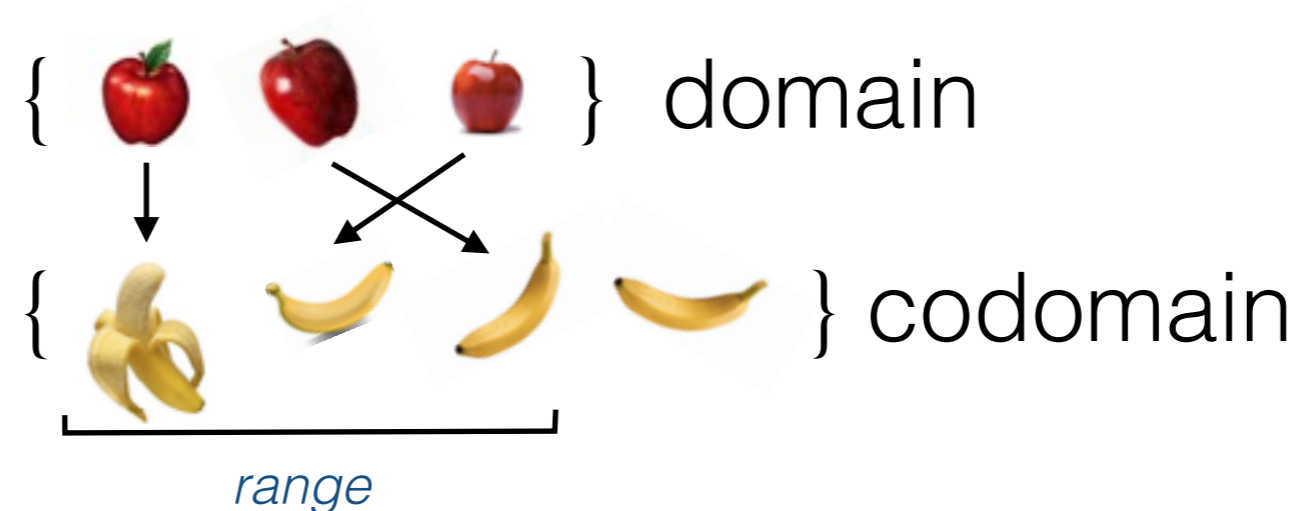 { } domain
{ } codomain
range